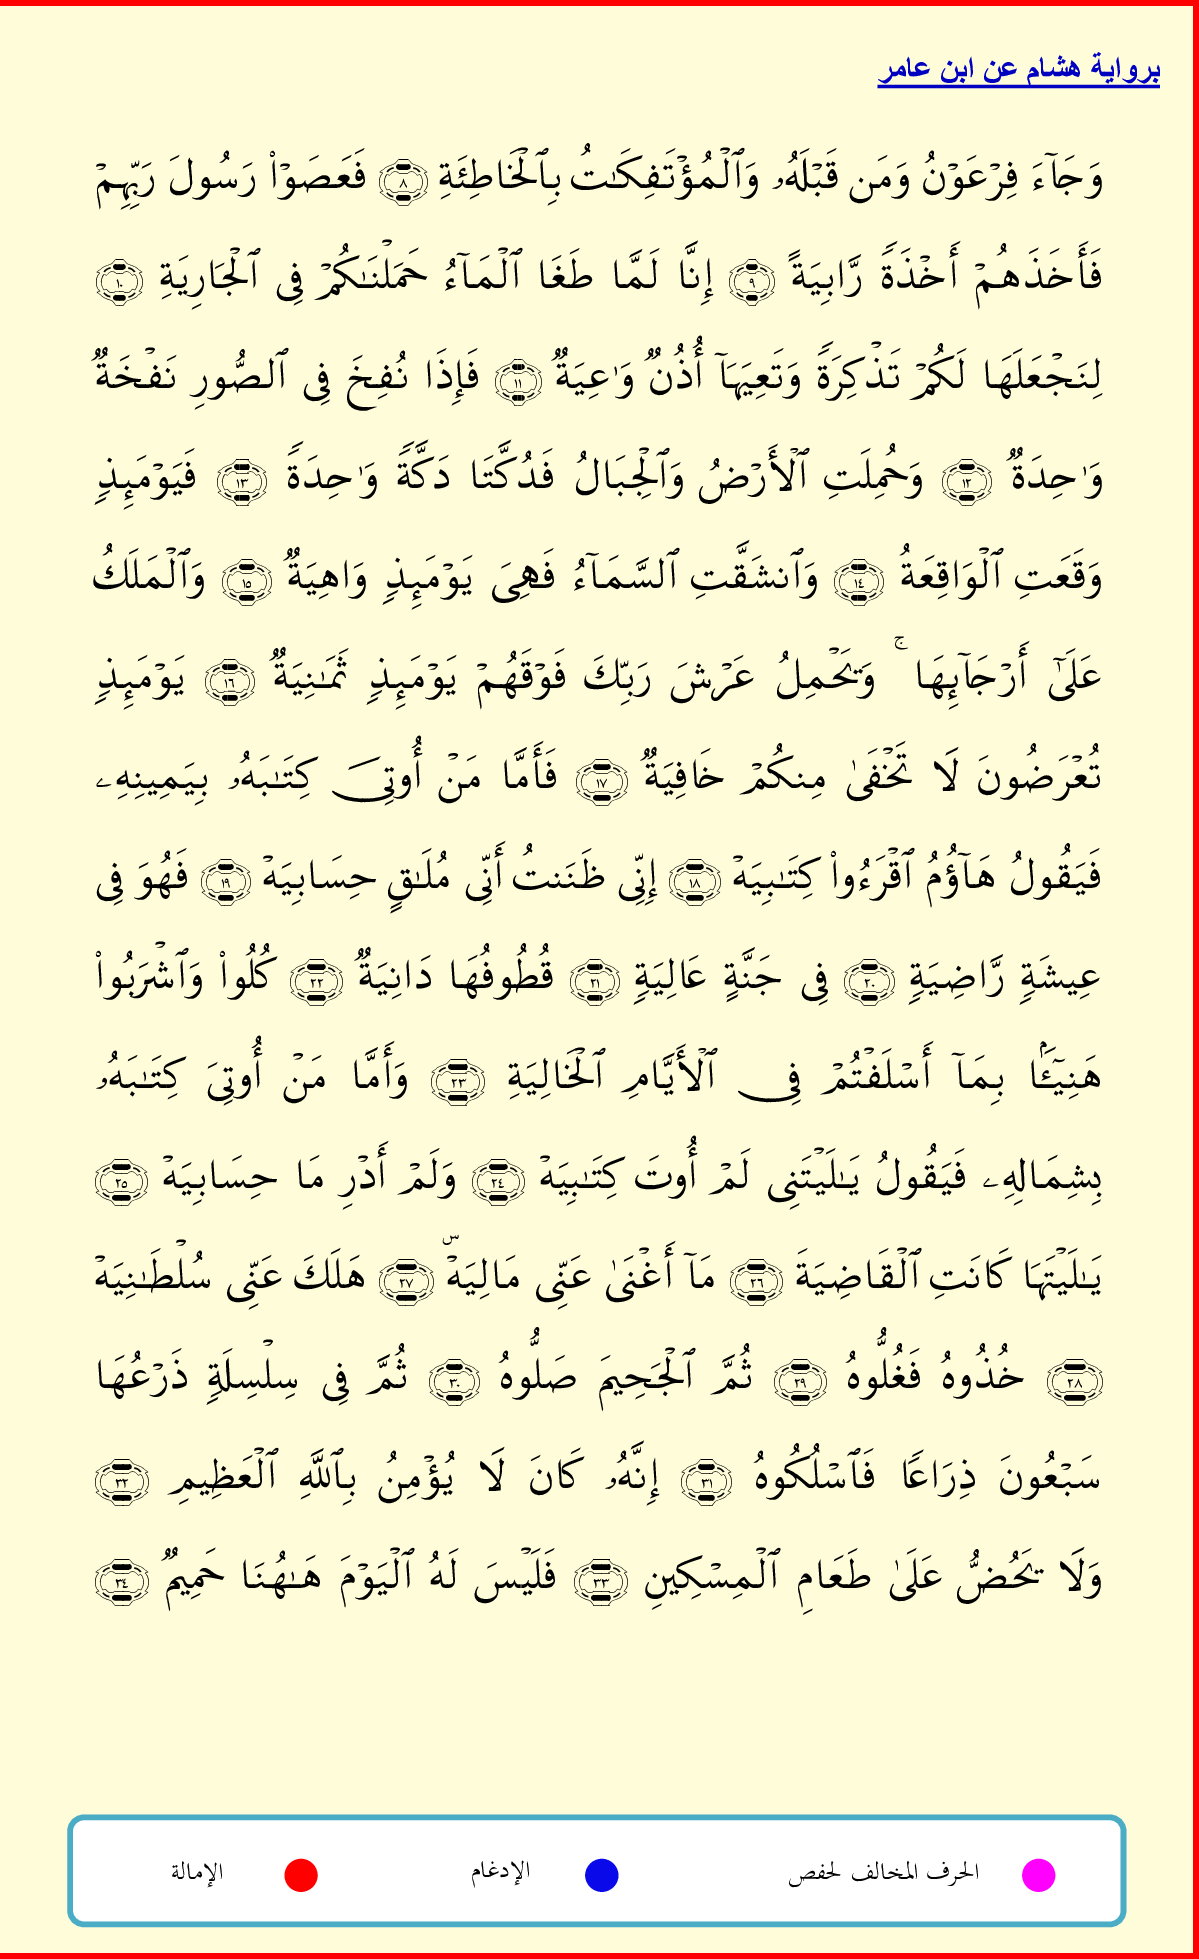 برواية هشام عن ابن عامر
وَجَآءَ فِرْعَوْنُ وَمَن قَبْلَهُۥ وَٱلْمُؤْتَفِكَٰتُ بِٱلْخَاطِئَةِ ٨ فَعَصَوْا۟ رَسُولَ رَبِّهِمْ
فَأَخَذَهُمْ أَخْذَةً رَّابِيَةً ٩ إِنَّا لَمَّا طَغَا ٱلْمَآءُ حَمَلْنَٰكُمْ فِى ٱلْجَارِيَةِ ١٠
لِنَجْعَلَهَا لَكُمْ تَذْكِرَةً وَتَعِيَهَآ أُذُنٌ وَٰعِيَةٌ ١١ فَإِذَا نُفِخَ فِى ٱلصُّورِ نَفْخَةٌ
وَٰحِدَةٌ ١٢ وَحُمِلَتِ ٱلْأَرْضُ وَٱلْجِبَالُ فَدُكَّتَا دَكَّةً وَٰحِدَةً ١٣ فَيَوْمَئِذٍ
وَقَعَتِ ٱلْوَاقِعَةُ ١٤ وَٱنشَقَّتِ ٱلسَّمَآءُ فَهِىَ يَوْمَئِذٍ وَاهِيَةٌ ١٥ وَٱلْمَلَكُ
عَلَىٰٓ أَرْجَآئِهَا ۚ وَيَحْمِلُ عَرْشَ رَبِّكَ فَوْقَهُمْ يَوْمَئِذٍ ثَمَٰنِيَةٌ ١٦ يَوْمَئِذٍ
تُعْرَضُونَ لَا تَخْفَىٰ مِنكُمْ خَافِيَةٌ ١٧ فَأَمَّا مَنْ أُوتِىَ كِتَٰبَهُۥ بِيَمِينِهِۦ
فَيَقُولُ هَآؤُمُ ٱقْرَءُوا۟ كِتَٰبِيَهْ ١٨ إِنِّى ظَنَنتُ أَنِّى مُلَٰقٍ حِسَابِيَهْ ١٩ فَهُوَ فِى
عِيشَةٍ رَّاضِيَةٍ ٢٠ فِى جَنَّةٍ عَالِيَةٍ ٢١ قُطُوفُهَا دَانِيَةٌ ٢٢ كُلُوا۟ وَٱشْرَبُوا۟
هَنِيٓـًٔۢا بِمَآ أَسْلَفْتُمْ فِى ٱلْأَيَّامِ ٱلْخَالِيَةِ ٢٣ وَأَمَّا مَنْ أُوتِىَ كِتَٰبَهُۥ
بِشِمَالِهِۦ فَيَقُولُ يَٰلَيْتَنِى لَمْ أُوتَ كِتَٰبِيَهْ ٢٤ وَلَمْ أَدْرِ مَا حِسَابِيَهْ ٢٥
يَٰلَيْتَهَا كَانَتِ ٱلْقَاضِيَةَ ٢٦ مَآ أَغْنَىٰ عَنِّى مَالِيَهْۜ ٢٧ هَلَكَ عَنِّى سُلْطَٰنِيَهْ
٢٨ خُذُوهُ فَغُلُّوهُ ٢٩ ثُمَّ ٱلْجَحِيمَ صَلُّوهُ ٣٠ ثُمَّ فِى سِلْسِلَةٍ ذَرْعُهَا
سَبْعُونَ ذِرَاعًا فَٱسْلُكُوهُ ٣١ إِنَّهُۥ كَانَ لَا يُؤْمِنُ بِٱللَّهِ ٱلْعَظِيمِ ٣٢
وَلَا يَحُضُّ عَلَىٰ طَعَامِ ٱلْمِسْكِينِ ٣٣ فَلَيْسَ لَهُ ٱلْيَوْمَ هَٰهُنَا حَمِيمٌ ٣٤
الحرف المخالف لحفص الإدغام الإمالة